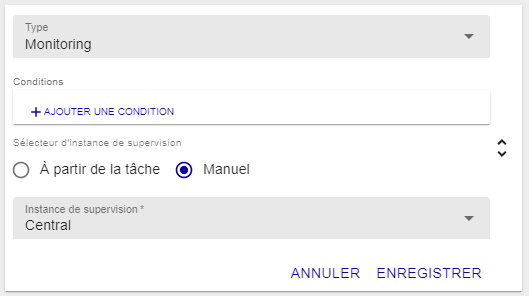 Type
Monitoring
Conditions
+ AJOUTER UNE CONDITION
Sélecteur d'instance de supervision
À partir de la tâche Manuel
Instance de supervision *
Central
ANNULER ENREGISTRER